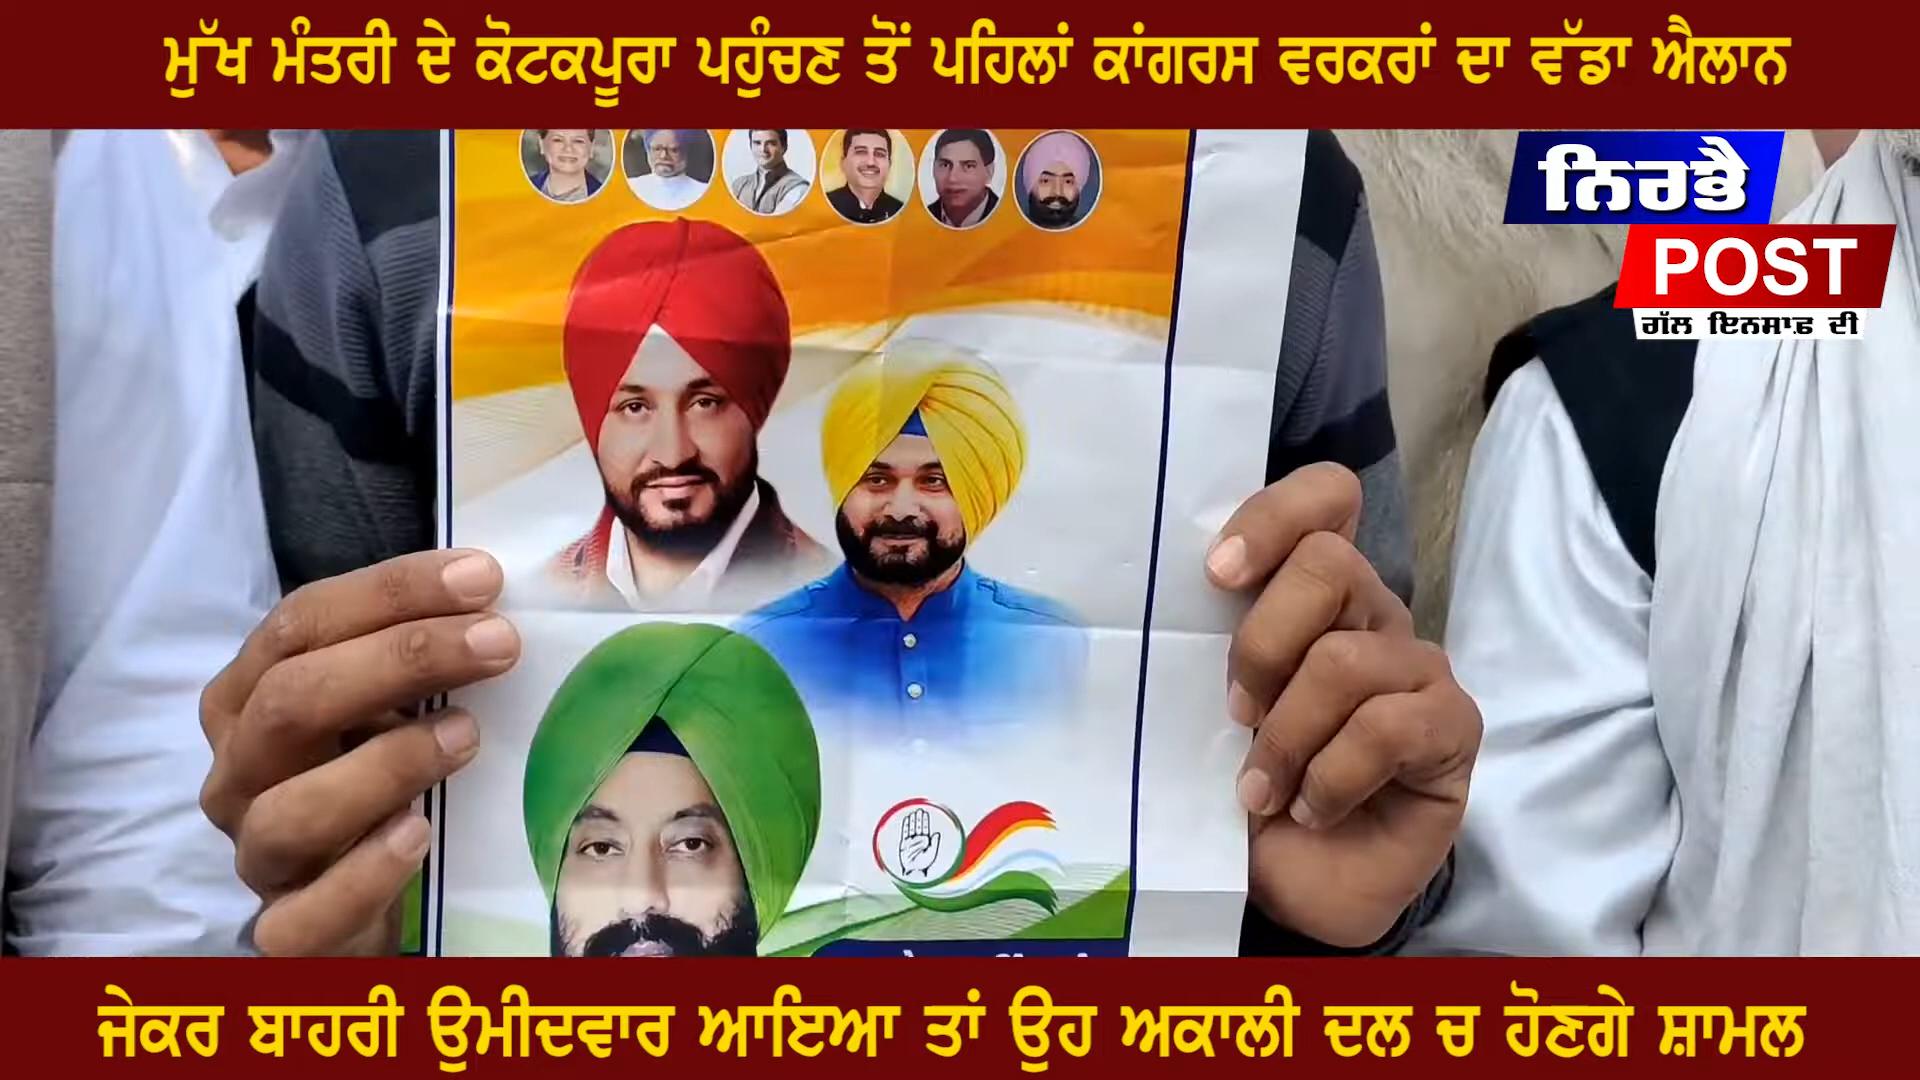 ਮੁੱਖ ਮੰਤਰੀ ਦੇ ਕੋਟਕਪੂਰਾ ਪਹੁੰਚਣ ਤੋਂ ਪਹਿਲਾਂ ਕਾਂਗਰਸ ਵਰਕਰਾਂ ਦਾ ਵੱਡਾ ਐਲਾਨ
ਨਿਰਭੈ
POST
ਗੱਲ ਇਨਸਾਫ਼ ਦੀ
ਜੇਕਰ ਬਾਹਰੀ ਉਮੀਦਵਾਰ ਆਇਆ ਤਾਂ ਉਹ ਅਕਾਲੀ ਦਲ ਚ ਹੋਣਗੇ ਸ਼ਾਮਲ